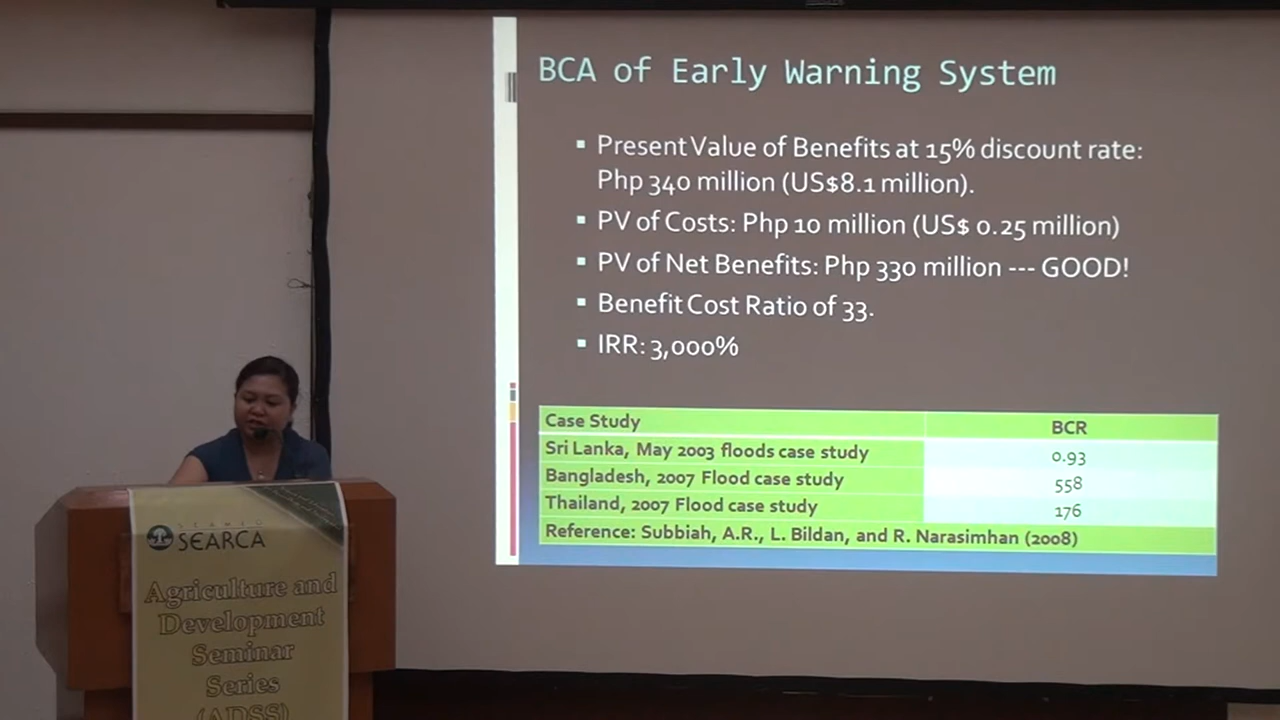 BCA of Early Warning System
▪ Present Value of Benefits at 15% discount rate:
Php 340 million (US$8.1 million).
▪ PV of Costs: Php 10 million (US$ 0.25 million)
▪ PV of Net Benefits: Php 330 million --- GOOD!
▪ Benefit Cost Ratio of 33.
▪ IRR: 3,000%
Case Study BCR
Sri Lanka, May 2003 floods case study 0.93
Bangladesh, 2007 Flood case study 558
Thailand, 2007 Flood case study 176
Reference: Subbiah, A.R., L. Bildan, and R. Narasimhan (2008)
SEAMEO
SEARCA
Agriculture and
Development
Seminar
Series
(ADSS)